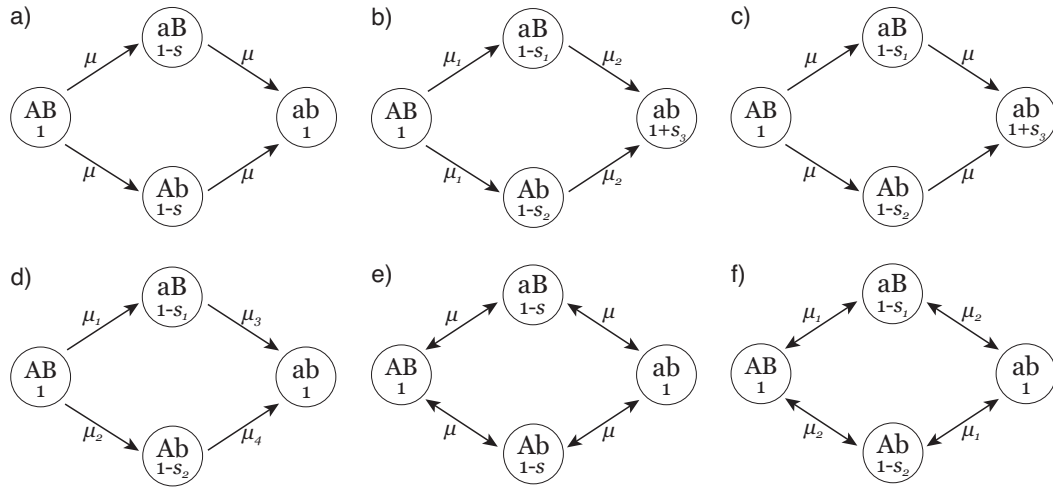 a)
aB
1-s
μ
μ
AB
1
ab
1
μ
μ
Ab
1-s
b)
aB
1-s₁
μ₁
μ₂
AB
1
ab
1+s₃
μ₁
μ₂
Ab
1-s₂
c)
aB
1-s₁
μ
μ
AB
1
ab
1+s₃
μ
μ
Ab
1-s₂
d)
aB
1-s₁
μ₁
μ₃
AB
1
ab
1
μ₂
μ₄
Ab
1-s₂
e)
aB
1-s
μ
μ
AB
1
ab
1
μ
μ
Ab
1-s
f)
aB
1-s₁
μ₁
μ₂
AB
1
ab
1
μ₂
μ₁
Ab
1-s₂